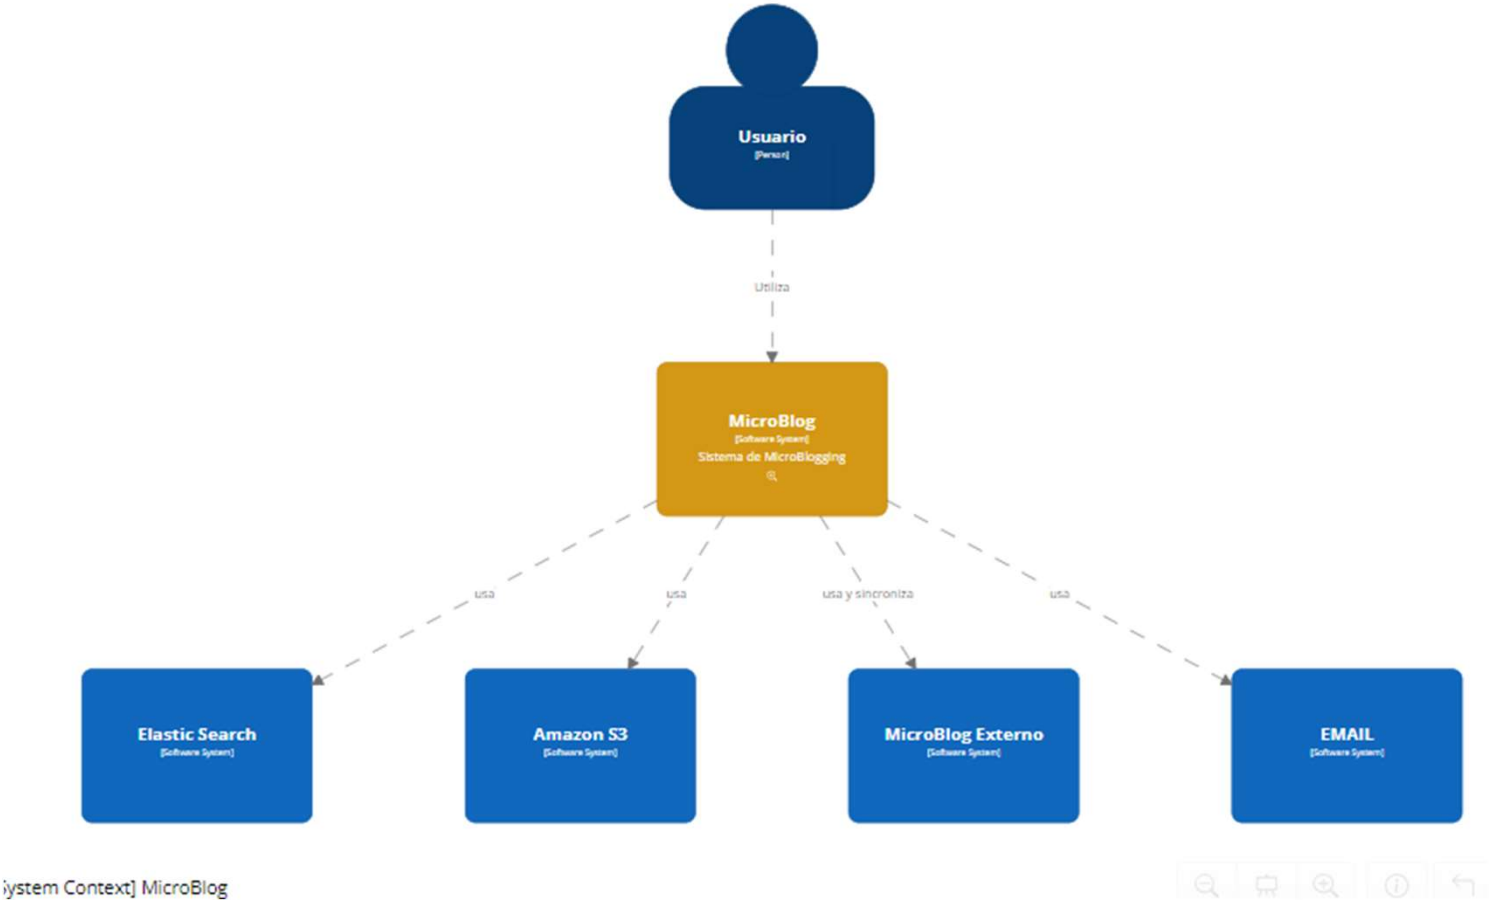 Usuario
[Person]
Utiliza
MicroBlog
[Software System]
Sistema de MicroBlogging
usa
usa
usa y sincroniza
usa
Elastic Search
[Software System]
Amazon S3
[Software System]
MicroBlog Externo
[Software System]
EMAIL
[Software System]
System Context] MicroBlog